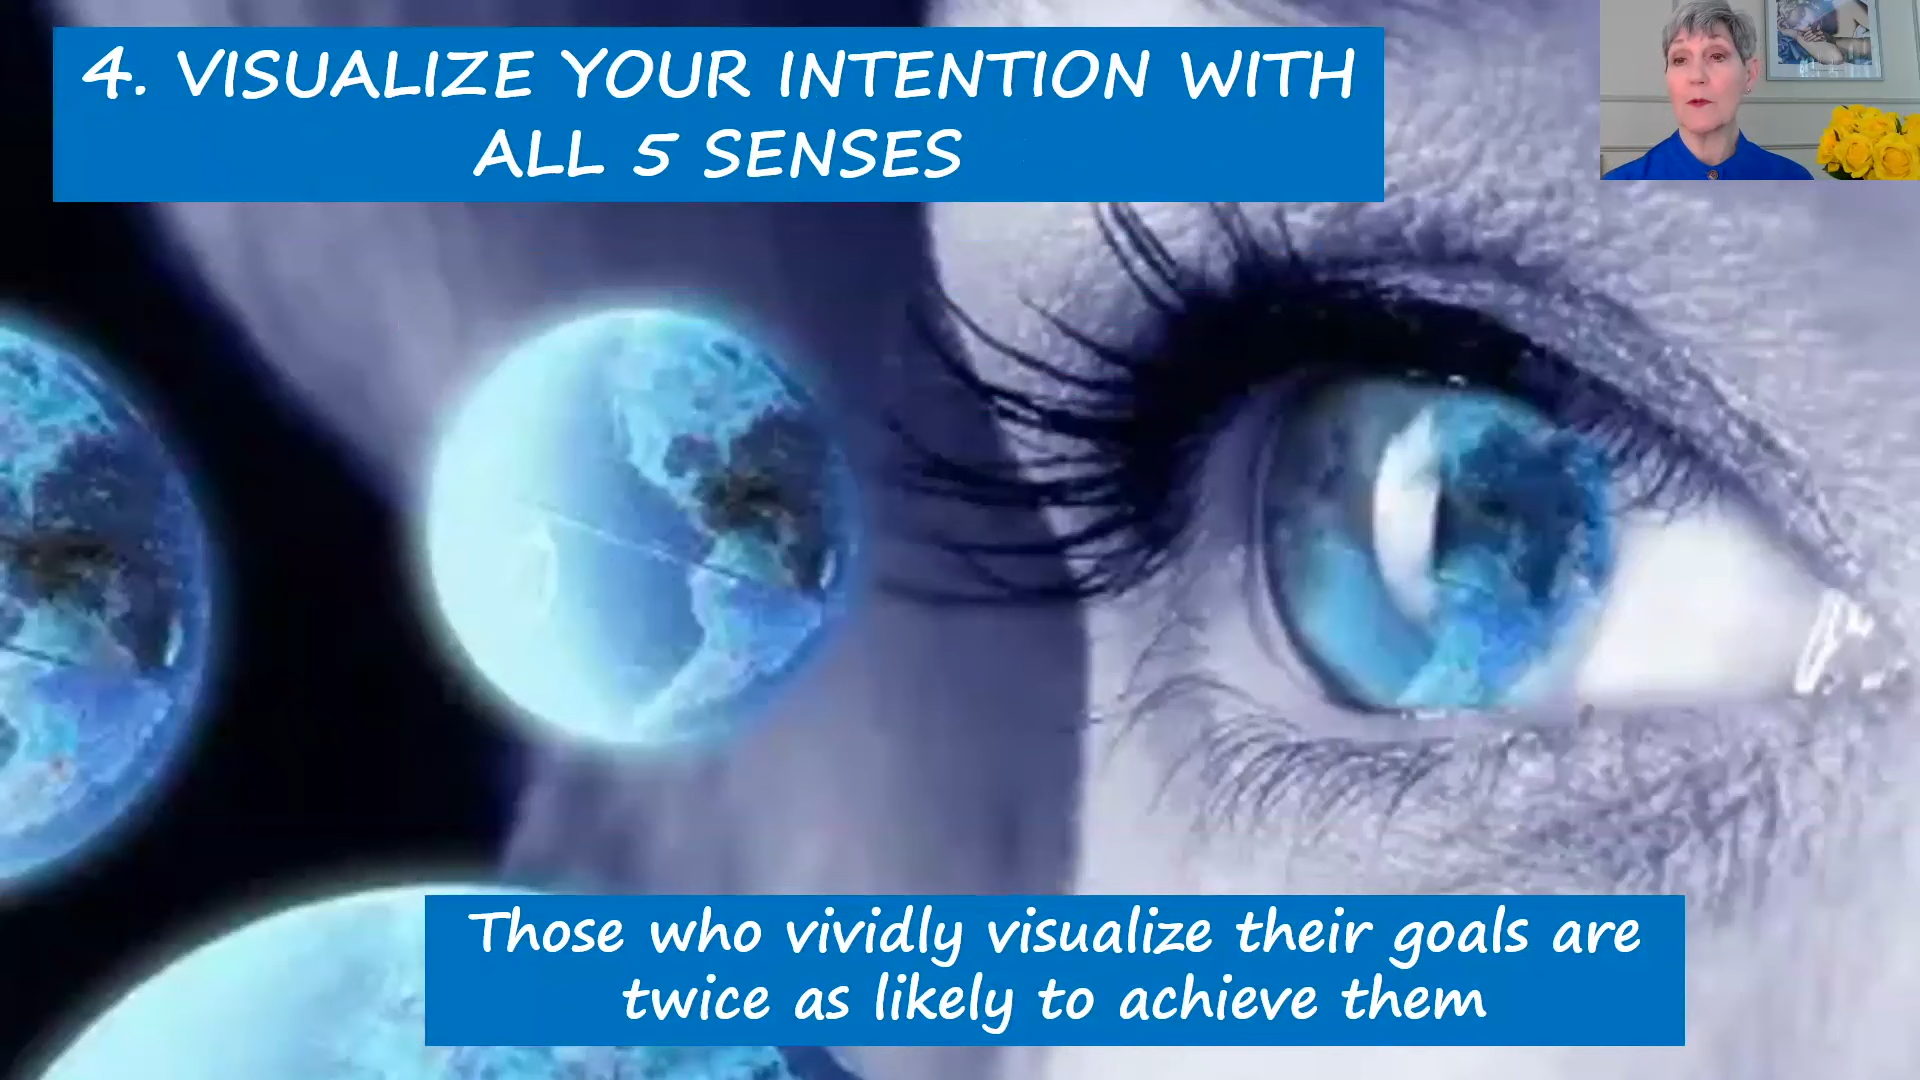 4. VISUALIZE YOUR INTENTION WITH
ALL 5 SENSES
Those who vividly visualize their goals are
twice as likely to achieve them